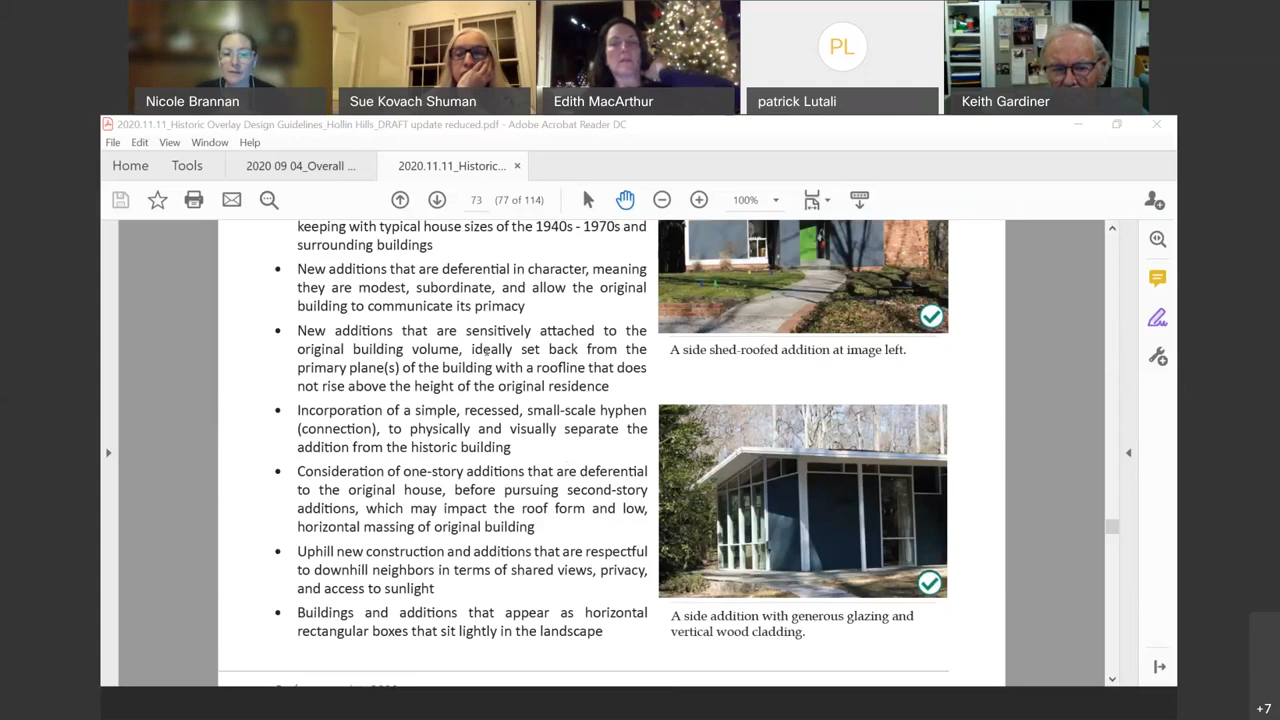 Nicole Brannan
Sue Kovach Shuman
Edith MacArthur
PL
patrick Lutali
Keith Gardiner
2020.11.11_Historic Overlay Design Guidelines_Hollin Hills_DRAFT update reduced.pdf - Adobe Acrobat Reader DC
File Edit View Window Help
Home Tools 2020 09 04_Overall ... 2020.11.11_Historic... ×
73 (77 of 114) 100%
keeping with typical house sizes of the 1940s - 1970s and
surrounding buildings
• New additions that are deferential in character, meaning
they are modest, subordinate, and allow the original
building to communicate its primacy
• New additions that are sensitively attached to the
original building volume, ideally set back from the
primary plane(s) of the building with a roofline that does
not rise above the height of the original residence
• Incorporation of a simple, recessed, small-scale hyphen
(connection), to physically and visually separate the
addition from the historic building
• Consideration of one-story additions that are deferential
to the original house, before pursuing second-story
additions, which may impact the roof form and low,
horizontal massing of original building
• Uphill new construction and additions that are respectful
to downhill neighbors in terms of shared views, privacy,
and access to sunlight
• Buildings and additions that appear as horizontal
rectangular boxes that sit lightly in the landscape
A side shed-roofed addition at image left.
A side addition with generous glazing and
vertical wood cladding.
+7